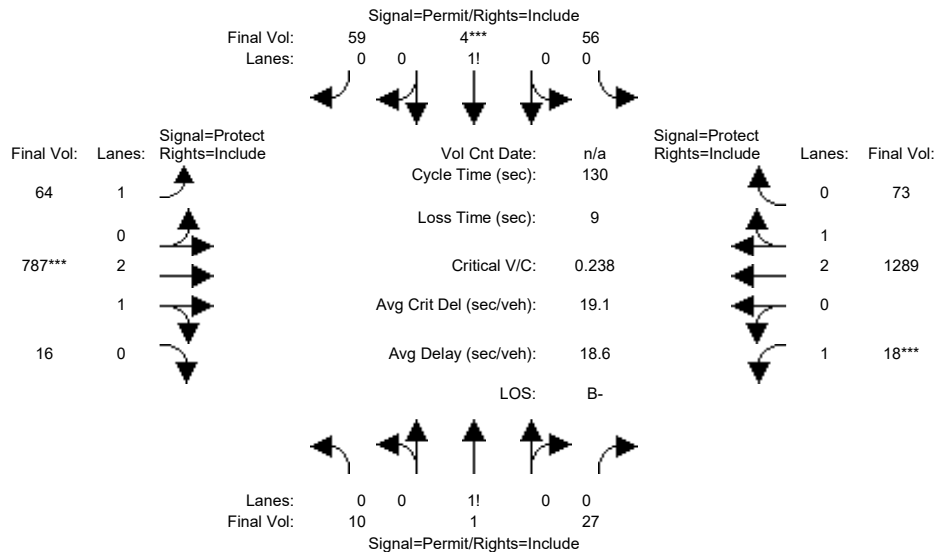 Signal=Permit/Rights=Include
Final Vol: 59 4*** 56
Lanes: 0 0 1! 0 0
Signal=Protect
Final Vol: Lanes: Rights=Include
Vol Cnt Date: n/a
Signal=Protect
Rights=Include Lanes: Final Vol:
Cycle Time (sec): 130
64 1
0 73
Loss Time (sec): 9
0
1
787*** 2
Critical V/C: 0.238
2 1289
1
Avg Crit Del (sec/veh): 19.1
0
16 0
Avg Delay (sec/veh): 18.6
1 18***
LOS: B-
Lanes: 0 0 1! 0 0
Final Vol: 10 1 27
Signal=Permit/Rights=Include